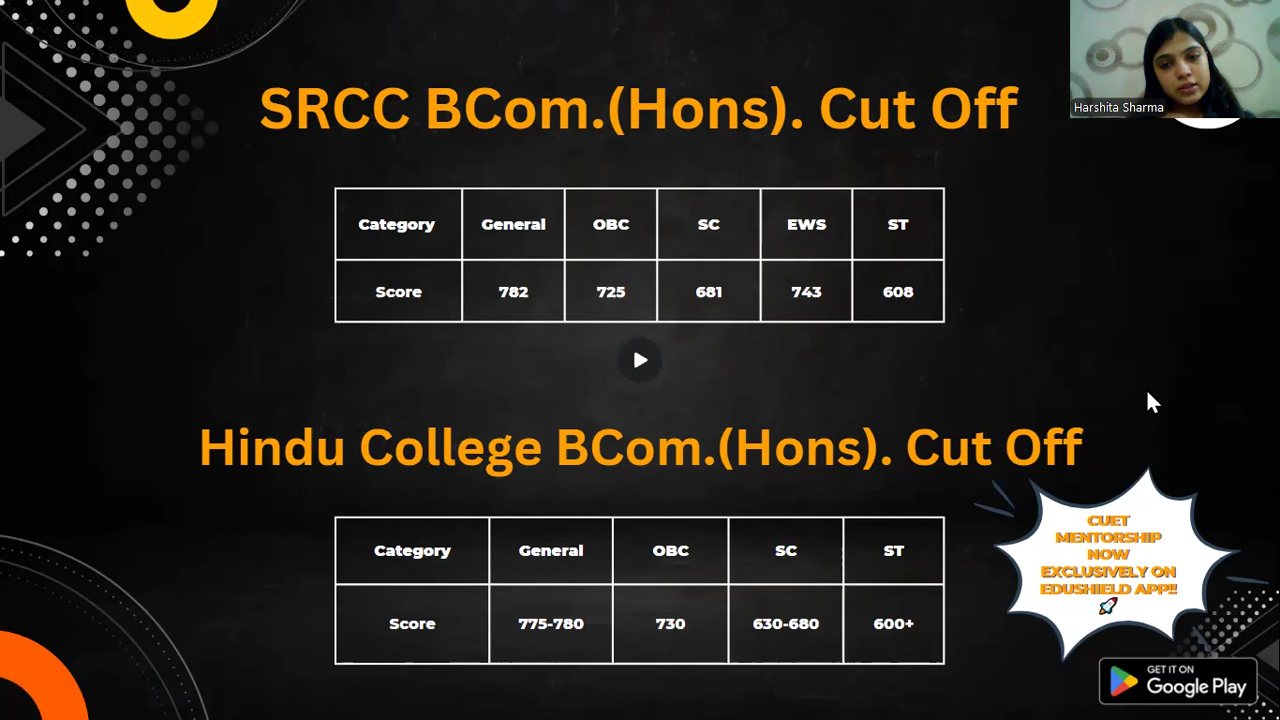 Harshita Sharma
SRCC BCom.(Hons). Cut Off
Category General OBC SC EWS ST
Score 782 725 681 743 608
Hindu College BCom.(Hons). Cut Off
Category General OBC SC ST
Score 775-780 730 630-680 600+
CUET
MENTORSHIP
NOW
EXCLUSIVELY ON
EDUSHIELD APP!!
🚀
GET IT ON
Google Play